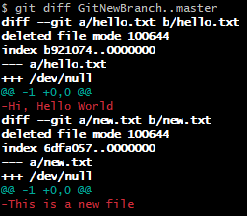 $ git diff GitNewBranch..master
diff --git a/hello.txt b/hello.txt
deleted file mode 100644
index b921074..0000000
--- a/hello.txt
+++ /dev/null
@@ -1 +0,0 @@
-Hi, Hello World
diff --git a/new.txt b/new.txt
deleted file mode 100644
index 6dfa057..0000000
--- a/new.txt
+++ /dev/null
@@ -1 +0,0 @@
-This is a new file